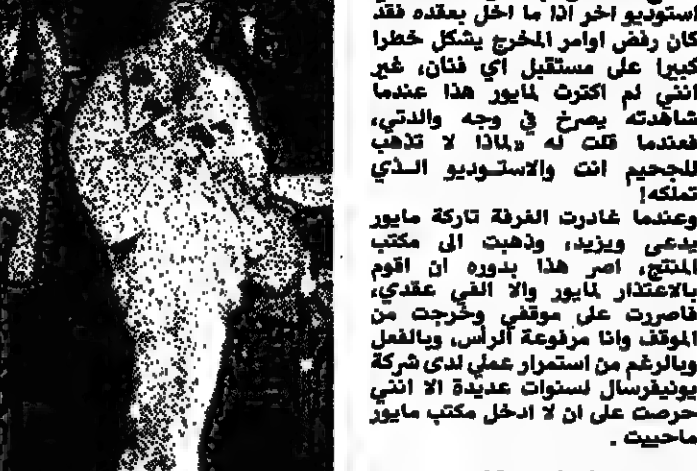 استوديو اخر اذا ما اخل بعقده فقد
كان رفض اوامر المخرج يشكل خطرا
كبيرا على مستقبل اي فنان، غير
انني لم اكترث لمايور هذا عندما
شاهدته يصرخ في وجه والدتي،
فعندما قلت له «لماذا لا تذهب
للجحيم انت والاستوديو الذي
تملكه!
وعندما غادرت الغرفة تاركة مايور
يدعي ويزيد، وذهبت الى مكتب
المنتج، اصر هذا بدوره ان اقوم
بالاعتذار لمايور والا الغي عقدي،
فاصررت على موقفي وخرجت من
الموقف وانا مرفوعة الرأس، وبالفعل
وبالرغم من استمرار عملي لدى شركة
يونيفرسال لسنوات عديدة الا انني
حرصت على ان لا ادخل مكتب مايور
ماحييت .